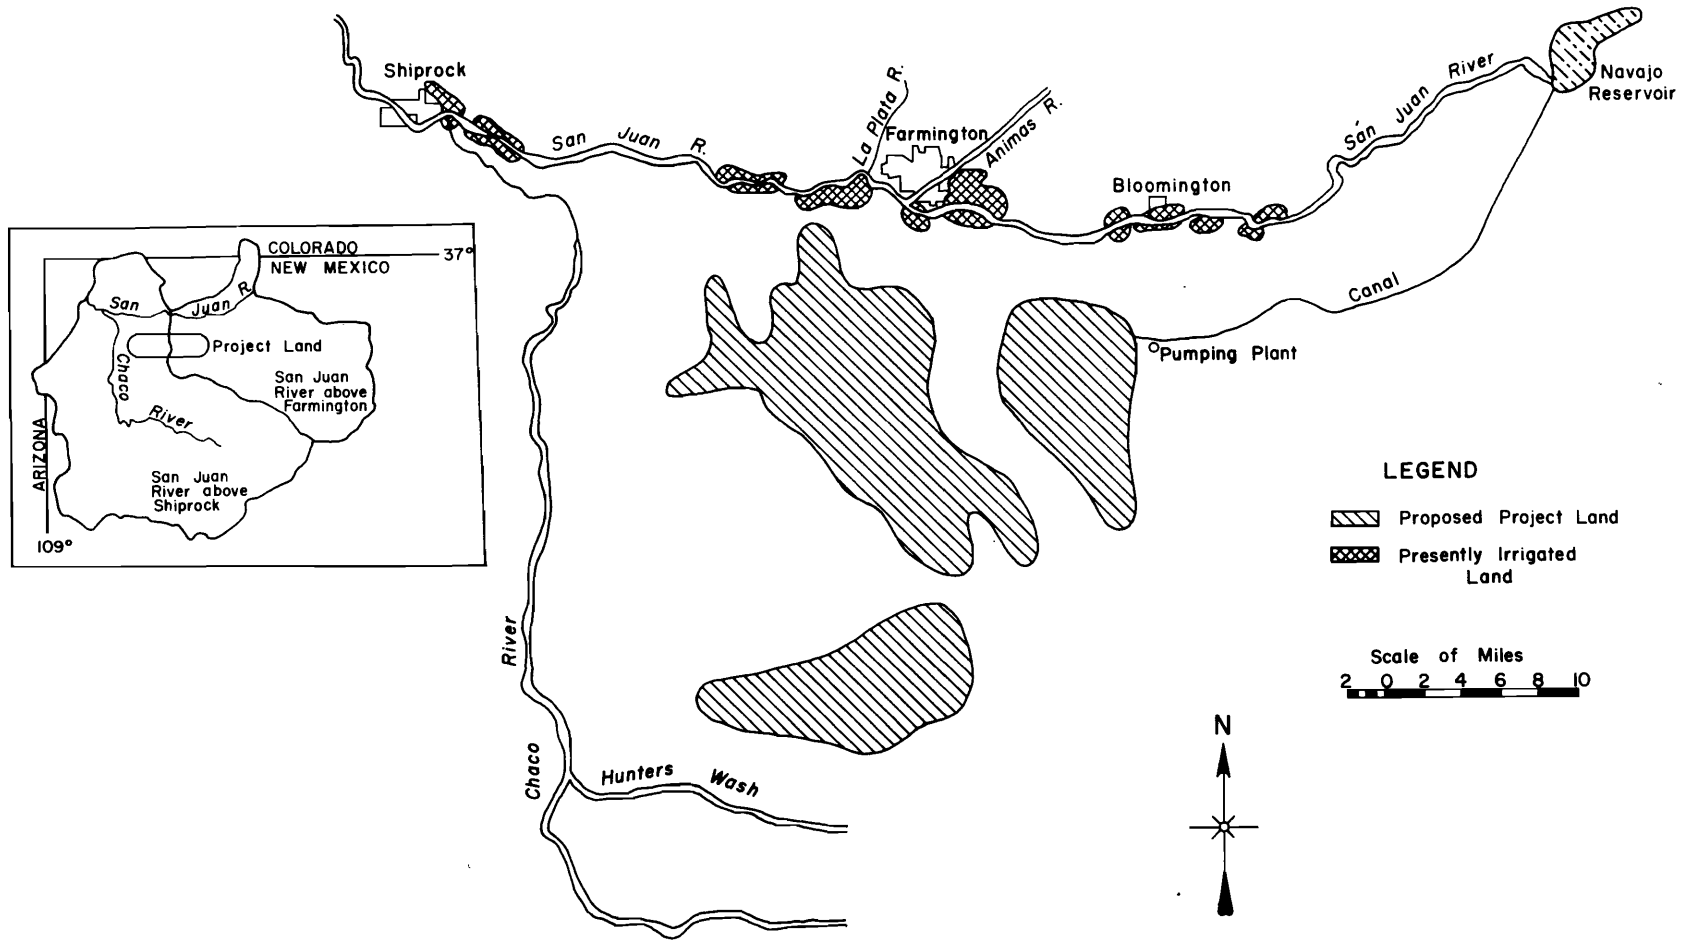 Shiprock
San Juan R.
La Plata R.
Farmington
Animas R.
Bloomington
San Juan River
Navajo
Reservoir
Canal
Pumping Plant
COLORADO
NEW MEXICO
37°
San Juan R.
Project Land
Chaco
River
San Juan
River above
Farmington
ARIZONA
San Juan
River above
Shiprock
109°
Chaco River
Hunters Wash
LEGEND
Proposed Project Land
Presently Irrigated
Land
Scale of Miles
2 0 2 4 6 8 10
N